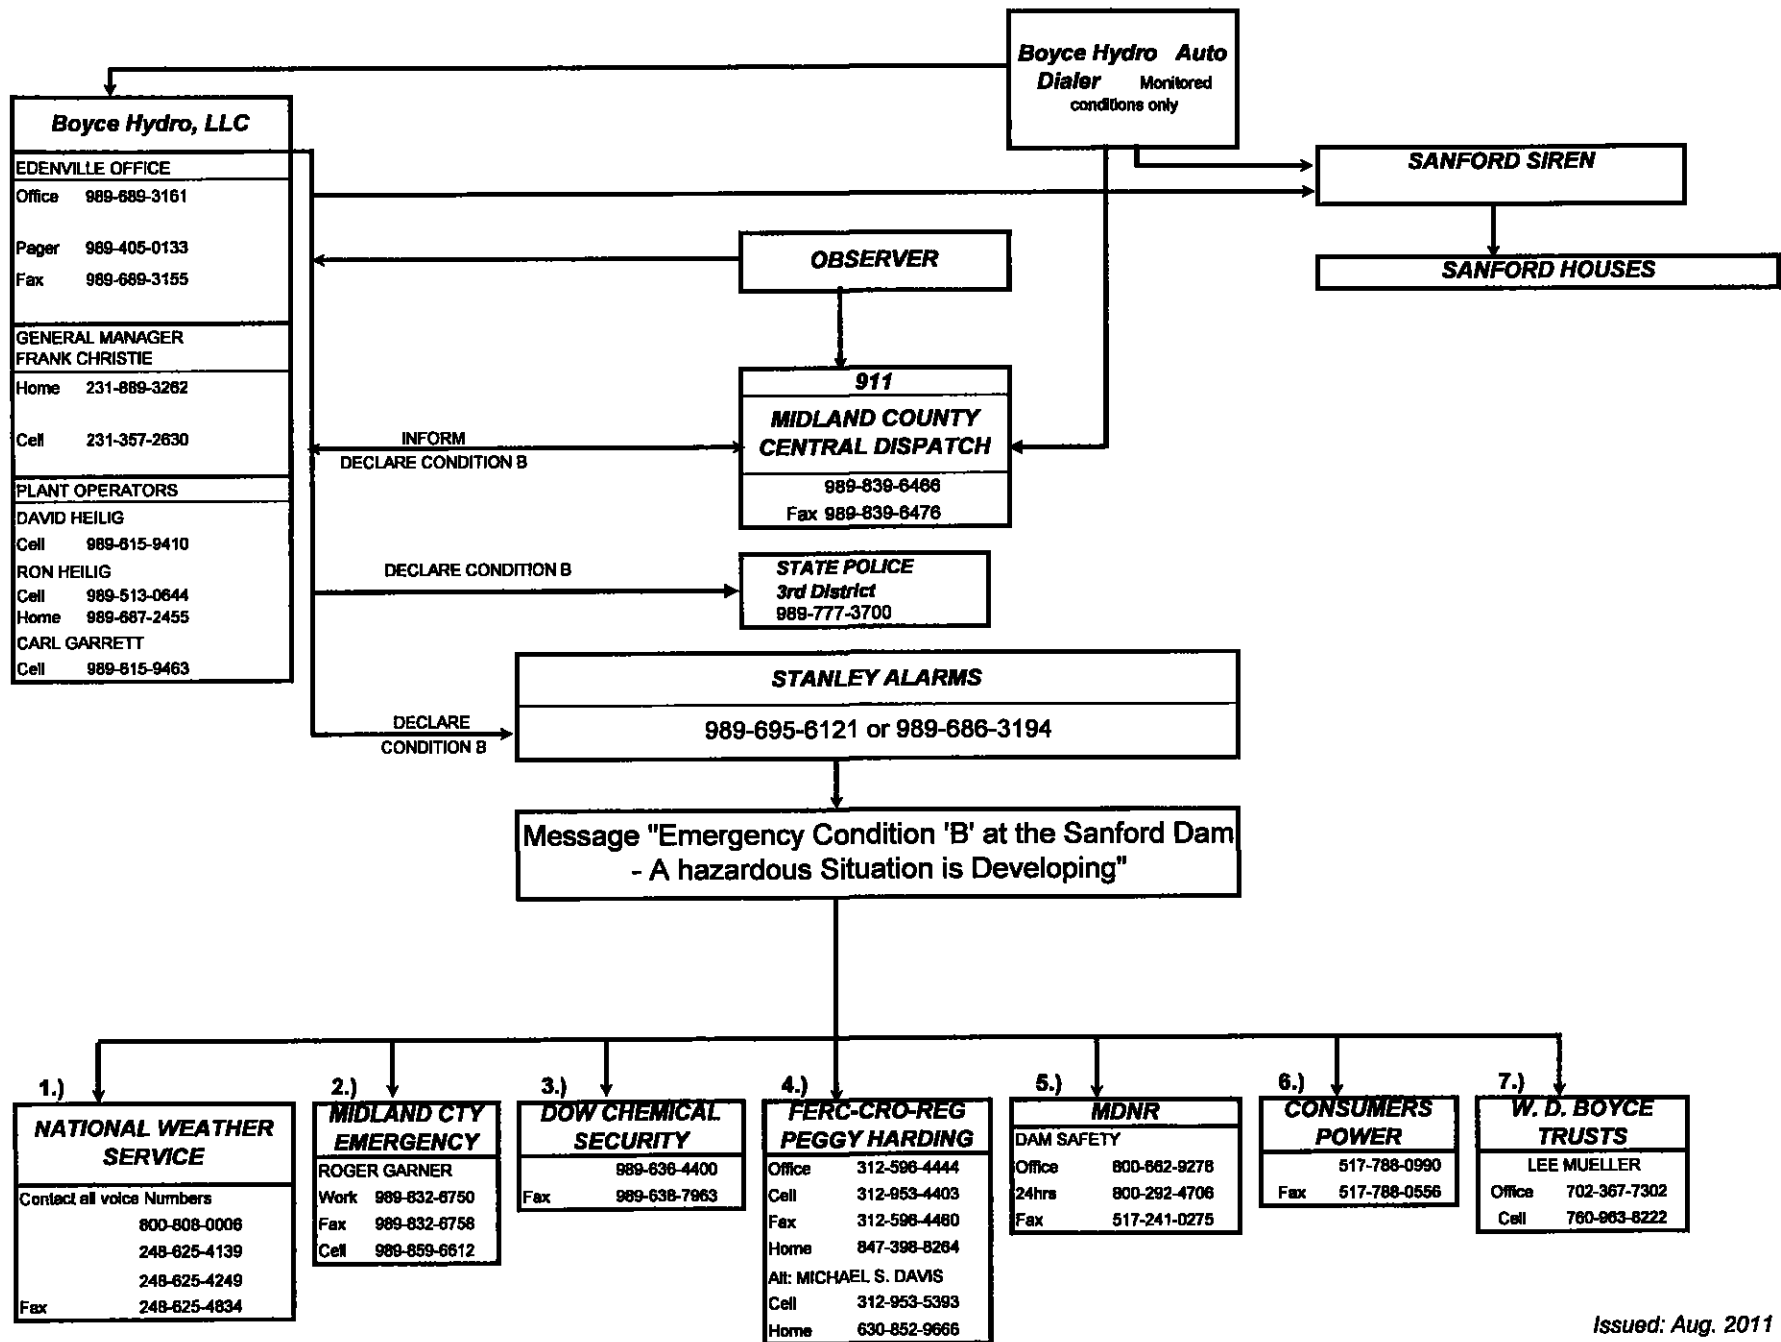 Boyce Hydro Auto
Dialer Monitored
conditions only
Boyce Hydro, LLC
EDENVILLE OFFICE
Office 989-689-3161
Pager 989-405-0133
Fax 989-689-3155
GENERAL MANAGER
FRANK CHRISTIE
Home 231-889-3262
Cell 231-357-2630
PLANT OPERATORS
DAVID HEILIG
Cell 989-615-9410
RON HEILIG
Cell 989-513-0644
Home 989-687-2455
CARL GARRETT
Cell 989-615-9463
SANFORD SIREN
SANFORD HOUSES
OBSERVER
911
MIDLAND COUNTY
CENTRAL DISPATCH
989-839-6466
Fax 989-839-6476
INFORM
DECLARE CONDITION B
DECLARE CONDITION B
STATE POLICE
3rd District
989-777-3700
DECLARE
CONDITION B
STANLEY ALARMS
989-695-6121 or 989-686-3194
Message "Emergency Condition 'B' at the Sanford Dam
- A hazardous Situation is Developing"
1.)
NATIONAL WEATHER
SERVICE
Contact all voice Numbers
800-808-0006
248-625-4139
248-625-4249
Fax 248-625-4834
2.)
MIDLAND CTY
EMERGENCY
ROGER GARNER
Work 989-832-6750
Fax 989-832-6758
Cell 989-859-6612
3.)
DOW CHEMICAL
SECURITY
989-636-4400
Fax 989-638-7963
4.)
FERC-CRO-REG
PEGGY HARDING
Office 312-596-4444
Cell 312-953-4403
Fax 312-596-4460
Home 847-398-8264
Alt: MICHAEL S. DAVIS
Cell 312-953-5393
Home 630-852-9666
5.)
MDNR
DAM SAFETY
Office 800-662-9278
24hrs 800-292-4706
Fax 517-241-0275
6.)
CONSUMERS
POWER
517-788-0990
Fax 517-788-0556
7.)
W. D. BOYCE
TRUSTS
LEE MUELLER
Office 702-367-7302
Cell 760-963-6222
Issued: Aug. 2011